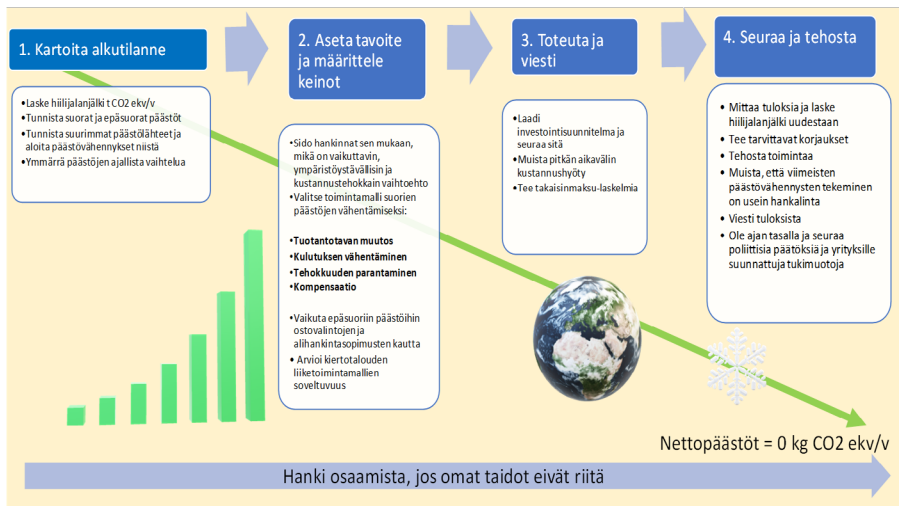 1. Kartoita alkutilanne
•Laske hiilijalanjälki t CO2 ekv/v
•Tunnista suorat ja epäsuorat päästöt
•Tunnista suurimmat päästölähteet ja
aloita päästövähennykset niistä
•Ymmärrä päästöjen ajallista vaihtelua
2. Aseta tavoite
ja määrittele
keinot
•Sido hankinnat sen mukaan,
mikä on vaikuttavin,
ympäristöystävällisin ja
kustannustehokkain vaihtoehto
•Valitse toimintamalli suorien
päästöjen vähentämiseksi:
•Tuotantotavan muutos
•Kulutuksen vähentäminen
•Tehokkuuden parantaminen
•Kompensaatio
•Vaikuta epäsuoriin päästöihin
ostovalintojen ja
alihankintasopimusten kautta
• Arvioi kiertotalouden
liiketoimintamallien
soveltuvuus
3. Toteuta ja
viesti
•Laadi
investointisuunnitelma ja
seuraa sitä
•Muista pitkän aikavälin
kustannushyöty
•Tee takaisinmaksu-laskelmia
4. Seuraa ja tehosta
• Mittaa tuloksia ja laske
hiilijalanjälki uudestaan
• Tee tarvittavat korjaukset
• Tehosta toimintaa
• Muista, että viimeisten
päästövähennysten tekeminen
on usein hankalinta
• Viesti tuloksista
• Ole ajan tasalla ja seuraa
poliittisia päätöksiä ja yrityksille
suunnattuja tukimuotoja
Nettopäästöt = 0 kg CO2 ekv/v
Hanki osaamista, jos omat taidot eivät riitä